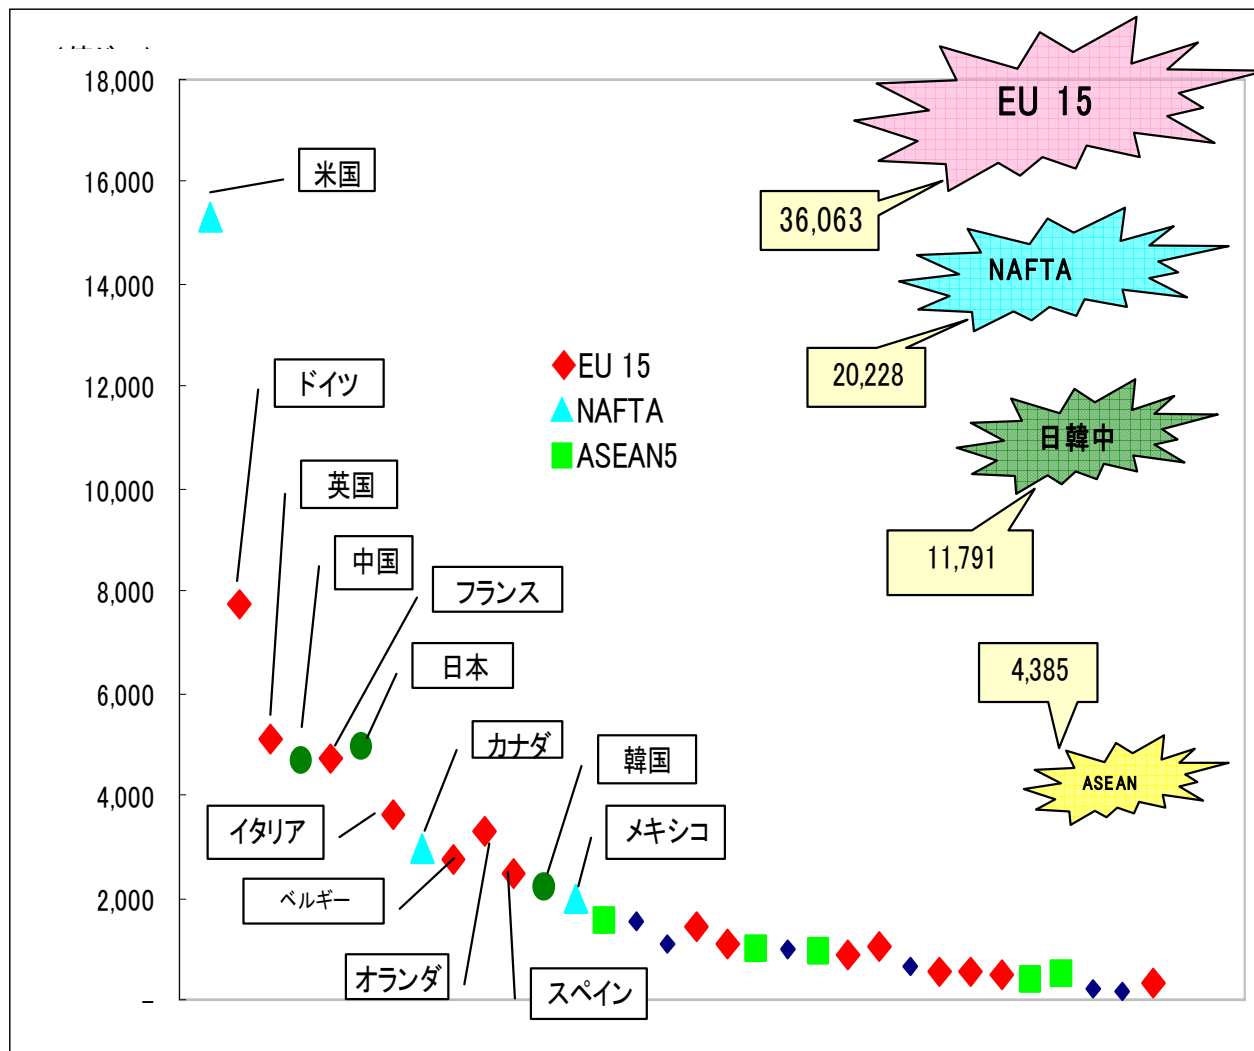 18,000
16,000
14,000
12,000
10,000
8,000
6,000
4,000
2,000
–
米国
ドイツ
英国
中国
フランス
日本
イタリア
カナダ
ベルギー
オランダ
スペイン
韓国
メキシコ
EU 15
NAFTA
ASEAN5
EU 15
36,063
NAFTA
20,228
日韓中
11,791
4,385
ASEAN